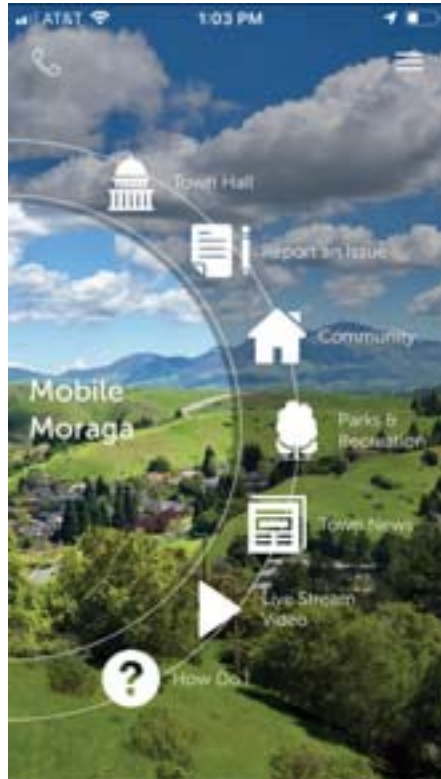 AT&T
1:03 PM
Town Hall
Report an Issue
Community
Mobile
Moraga
Parks &
Recreation
Town News
Live Stream
Video
?
How Do I